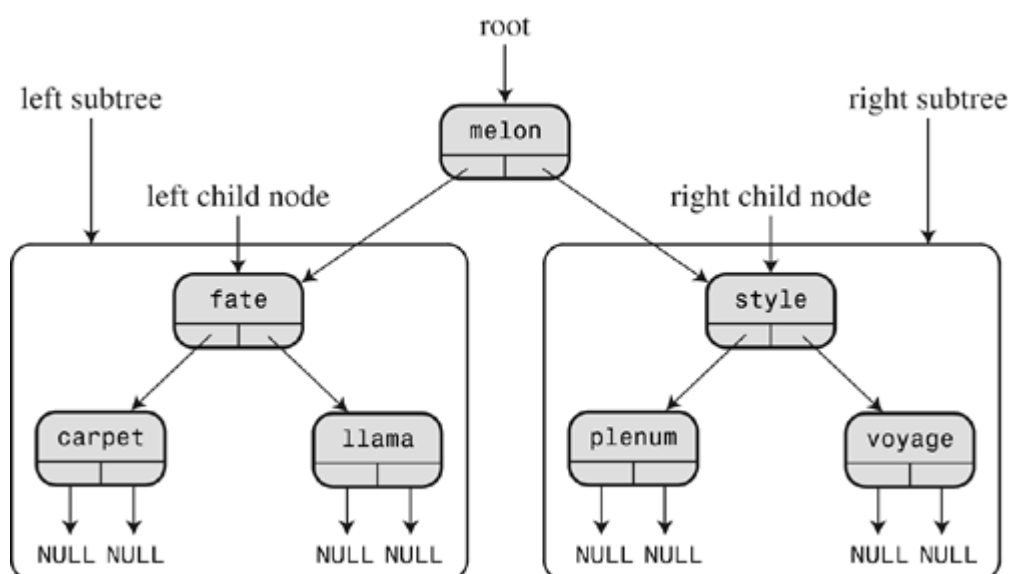 root
left subtree
right subtree
melon
left child node
right child node
fate
style
carpet
llama
plenum
voyage
NULL NULL
NULL NULL
NULL NULL
NULL NULL